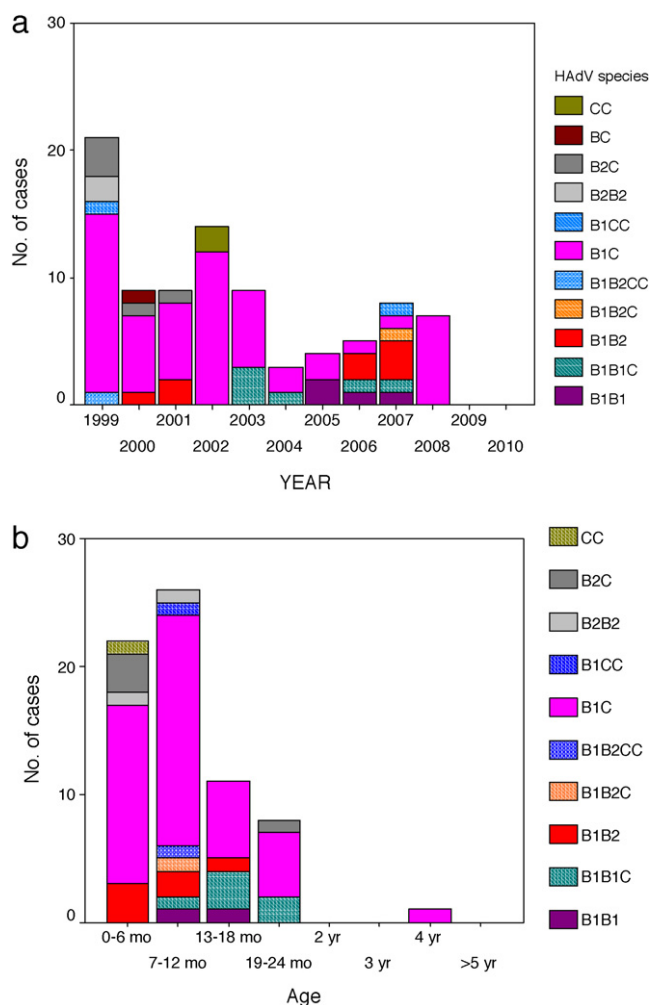 a
30
20
10
0
No. of cases
1999
2000
2001
2002
2003
2004
2005
2006
2007
2008
2009
2010
YEAR
HAdV species
CC
BC
B2C
B2B2
B1CC
B1C
B1B2CC
B1B2C
B1B2
B1B1C
B1B1
b
30
20
10
0
No. of cases
0-6 mo
7-12 mo
13-18 mo
19-24 mo
2 yr
3 yr
4 yr
>5 yr
Age
CC
B2C
B2B2
B1CC
B1C
B1B2CC
B1B2C
B1B2
B1B1C
B1B1